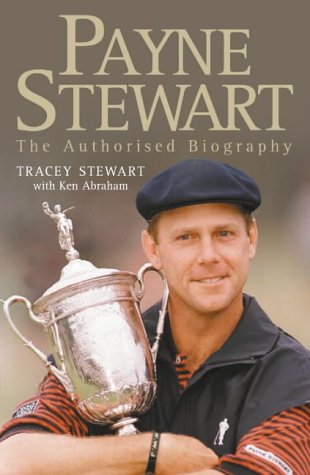 PAYNE
STEWART
The Authorised Biography
TRACEY STEWART
with Ken Abraham